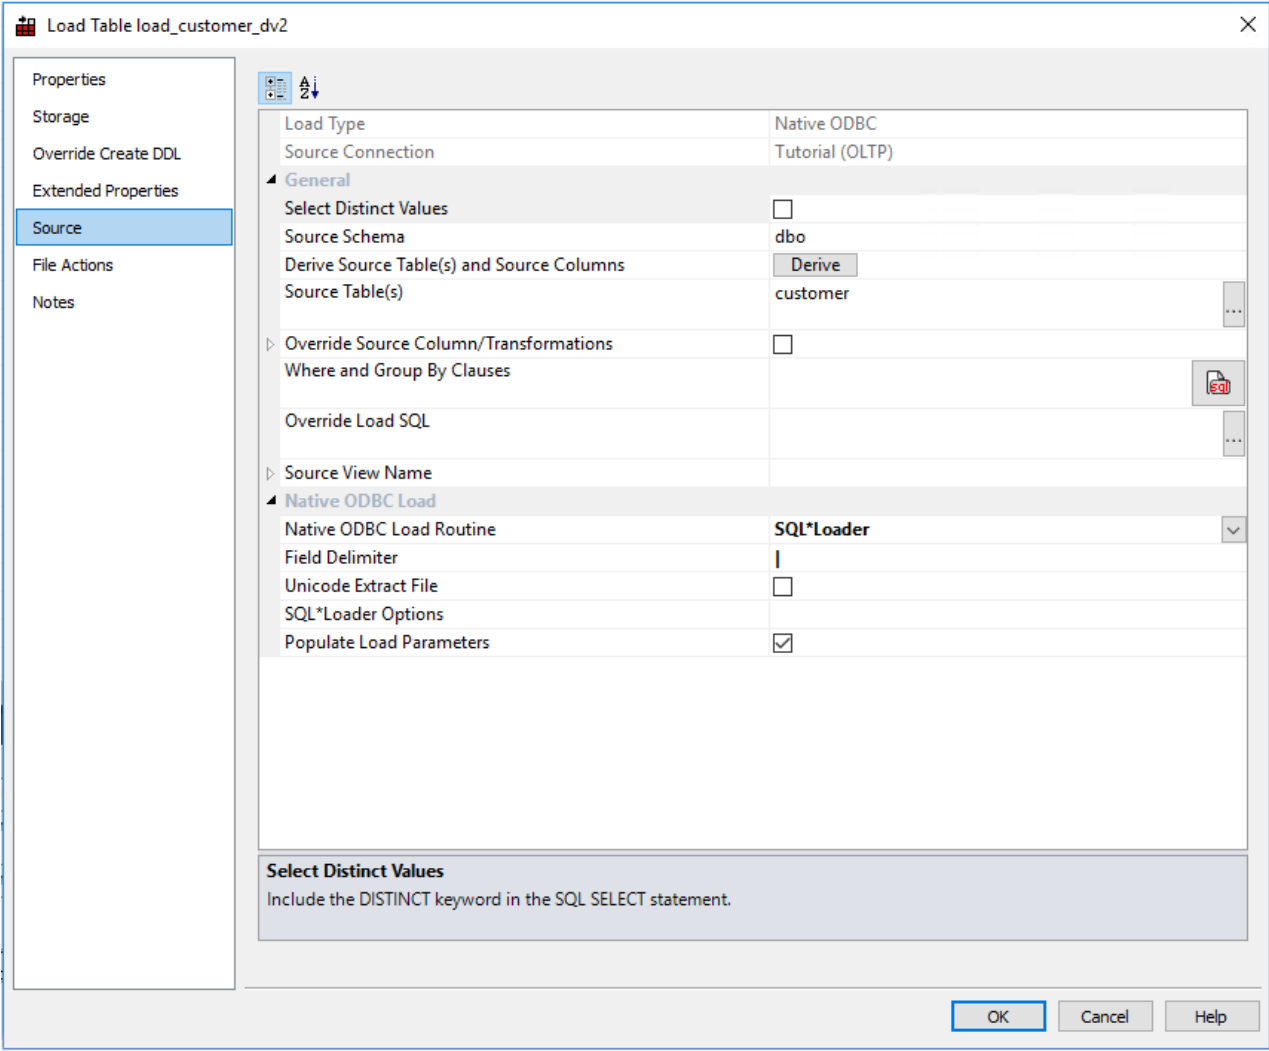 Load Table load_customer_dv2
Properties
Storage
Override Create DDL
Extended Properties
Source
File Actions
Notes
Load Type Native ODBC
Source Connection Tutorial (OLTP)
General
Select Distinct Values
Source Schema dbo
Derive Source Table(s) and Source Columns Derive
Source Table(s) customer
...
Override Source Column/Transformations
Where and Group By Clauses
sql
Override Load SQL
...
Source View Name
Native ODBC Load
Native ODBC Load Routine SQL*Loader
Field Delimiter |
Unicode Extract File
SQL*Loader Options
Populate Load Parameters
Select Distinct Values
Include the DISTINCT keyword in the SQL SELECT statement.
OK Cancel Help